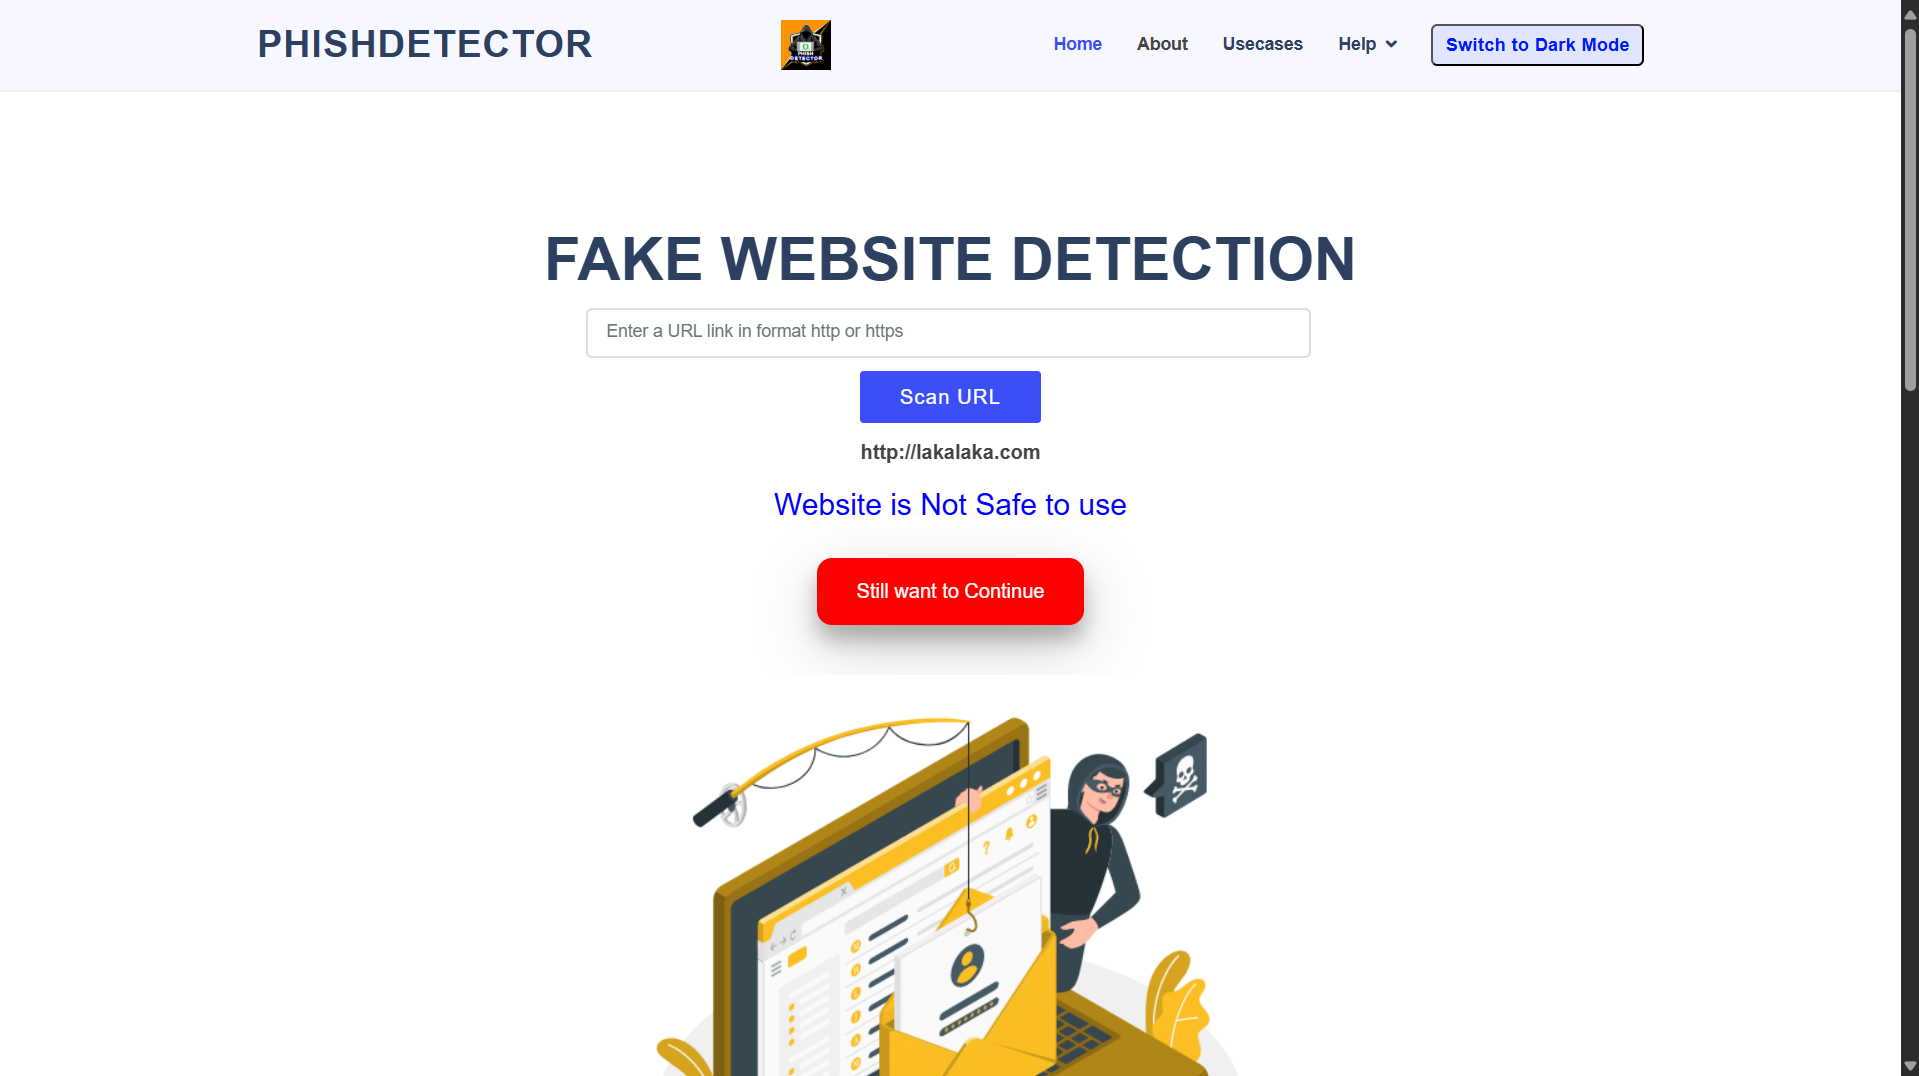 PHISHDETECTOR
PHISH
DETECTOR
Home
About
Usecases
Help
Switch to Dark Mode
FAKE WEBSITE DETECTION
Enter a URL link in format http or https
Scan URL
http://lakalaka.com
Website is Not Safe to use
Still want to Continue